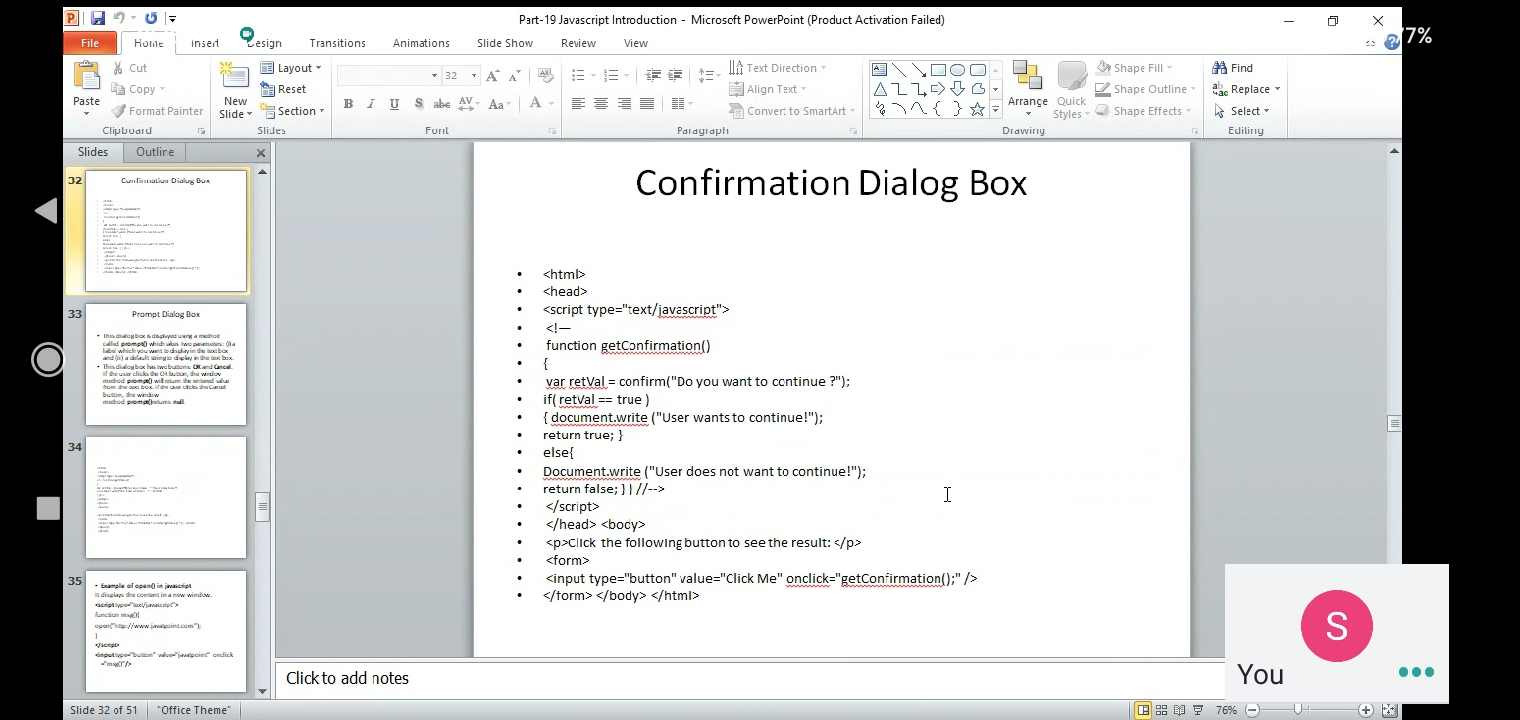 Part-19 Javascript Introduction - Microsoft PowerPoint (Product Activation Failed)
77%
File Home Insert Design Transitions Animations Slide Show Review View
Cut
Copy
Format Painter
Paste
Clipboard
New
Slide
Layout
Reset
Section
Slides
32
B I U S abc AV Aa A
Font
Text Direction
Align Text
Convert to SmartArt
Paragraph
Arrange
Quick
Styles
Shape Fill
Shape Outline
Shape Effects
Drawing
Find
Replace
Select
Editing
Slides Outline
32
Confirmation Dialog Box
33
Prompt Dialog Box
• This dialog box is displayed using a method
called prompt() which takes two parameters: (i) a
label which you want to display in the text box
and (ii) a default string to display in the text box.
• This dialog box has two buttons: OK and Cancel.
If the user clicks the OK button, the window
method prompt() will return the entered value
from the text box. If the user clicks the Cancel
button, the window
method prompt()returns null.
34
35
• Example of open() in javascript
It displays the content in a new window.
<script type="text/javascript">
function msg(){
open("http://www.javatpoint.com");
}
</script>
<input type="button" value="javatpoint" onclick
="msg()"/>
Confirmation Dialog Box
• <html>
• <head>
• <script type="text/javascript">
• <!—
• function getConfirmation()
• {
• var retVal = confirm("Do you want to continue ?");
• if( retVal == true )
• { document.write ("User wants to continue!");
• return true; }
• else{
• Document.write ("User does not want to continue!");
• return false; } } //-->
• </script>
• </head> <body>
• <p>Click the following button to see the result: </p>
• <form>
• <input type="button" value="Click Me" onclick="getConfirmation();" />
• </form> </body> </html>
Click to add notes
S
You
Slide 32 of 51 "Office Theme" 76%